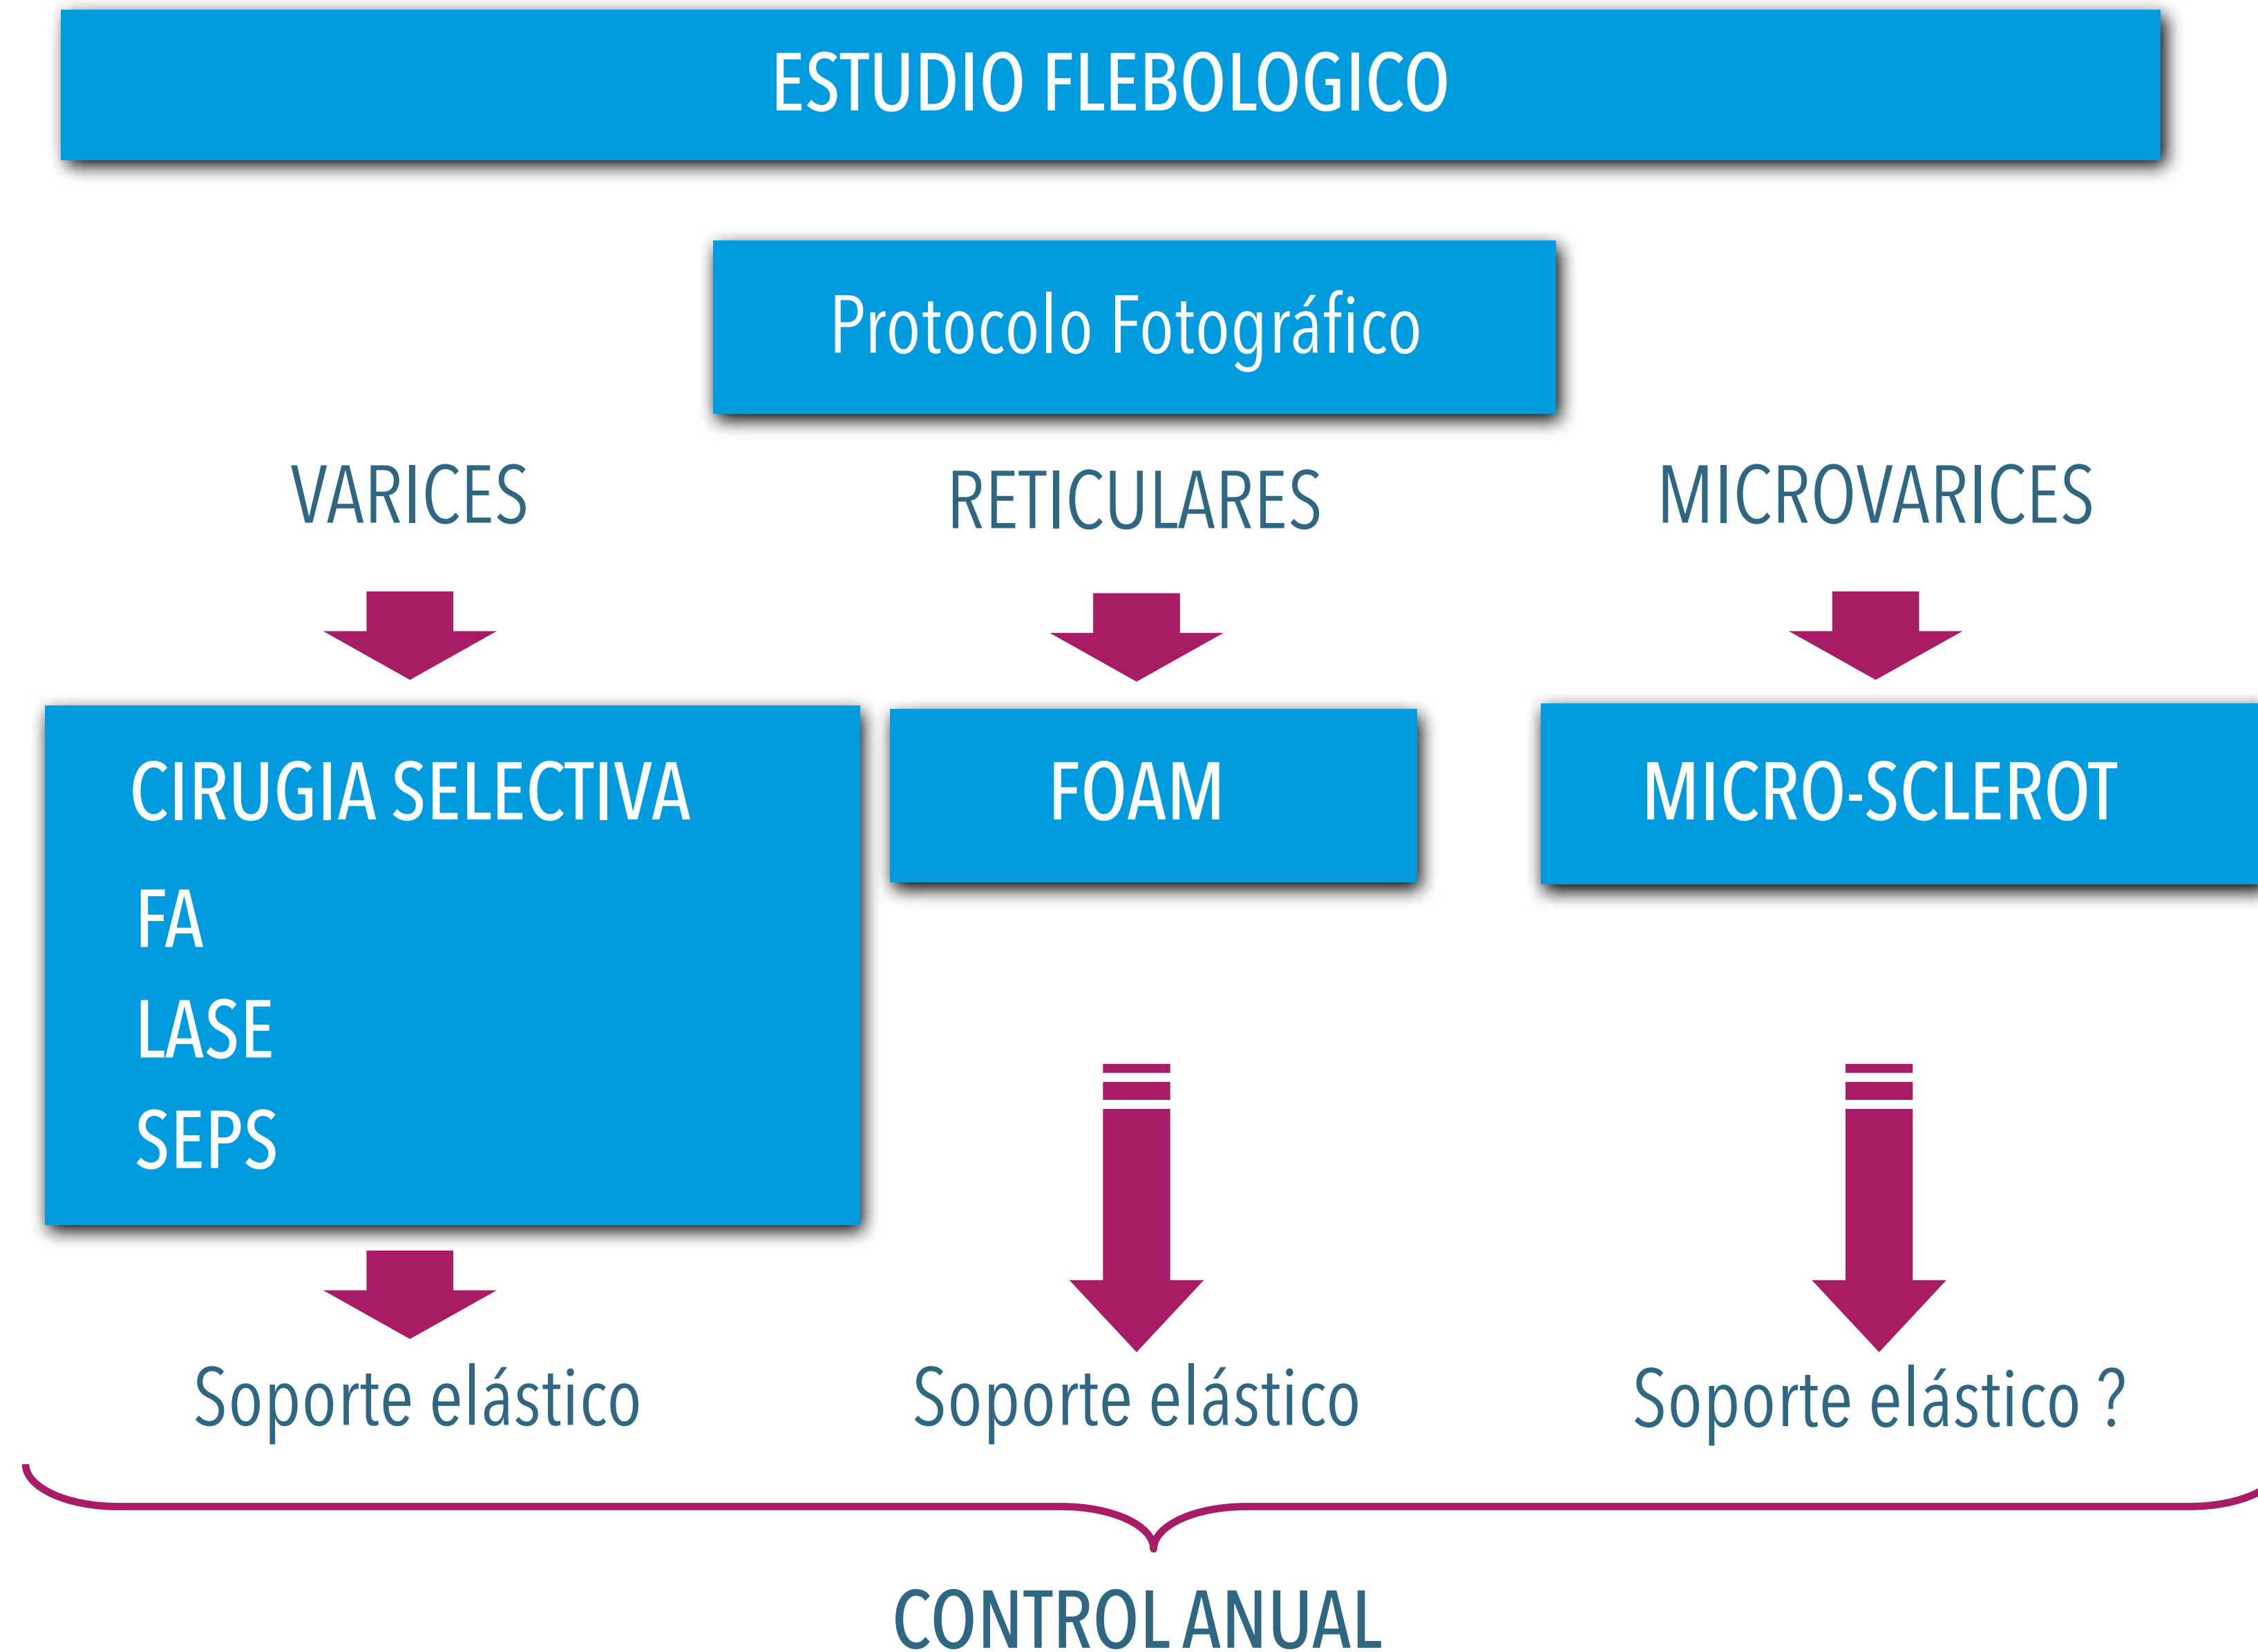 ESTUDIO FLEBOLOGICO
Protocolo Fotográfico
VARICES
RETICULARES
MICROVARICES
CIRUGIA SELECTIVA
FA
LASE
SEPS
FOAM
MICRO-SCLEROT
Soporte elástico
Soporte elástico
Soporte elástico ?
CONTROL ANUAL